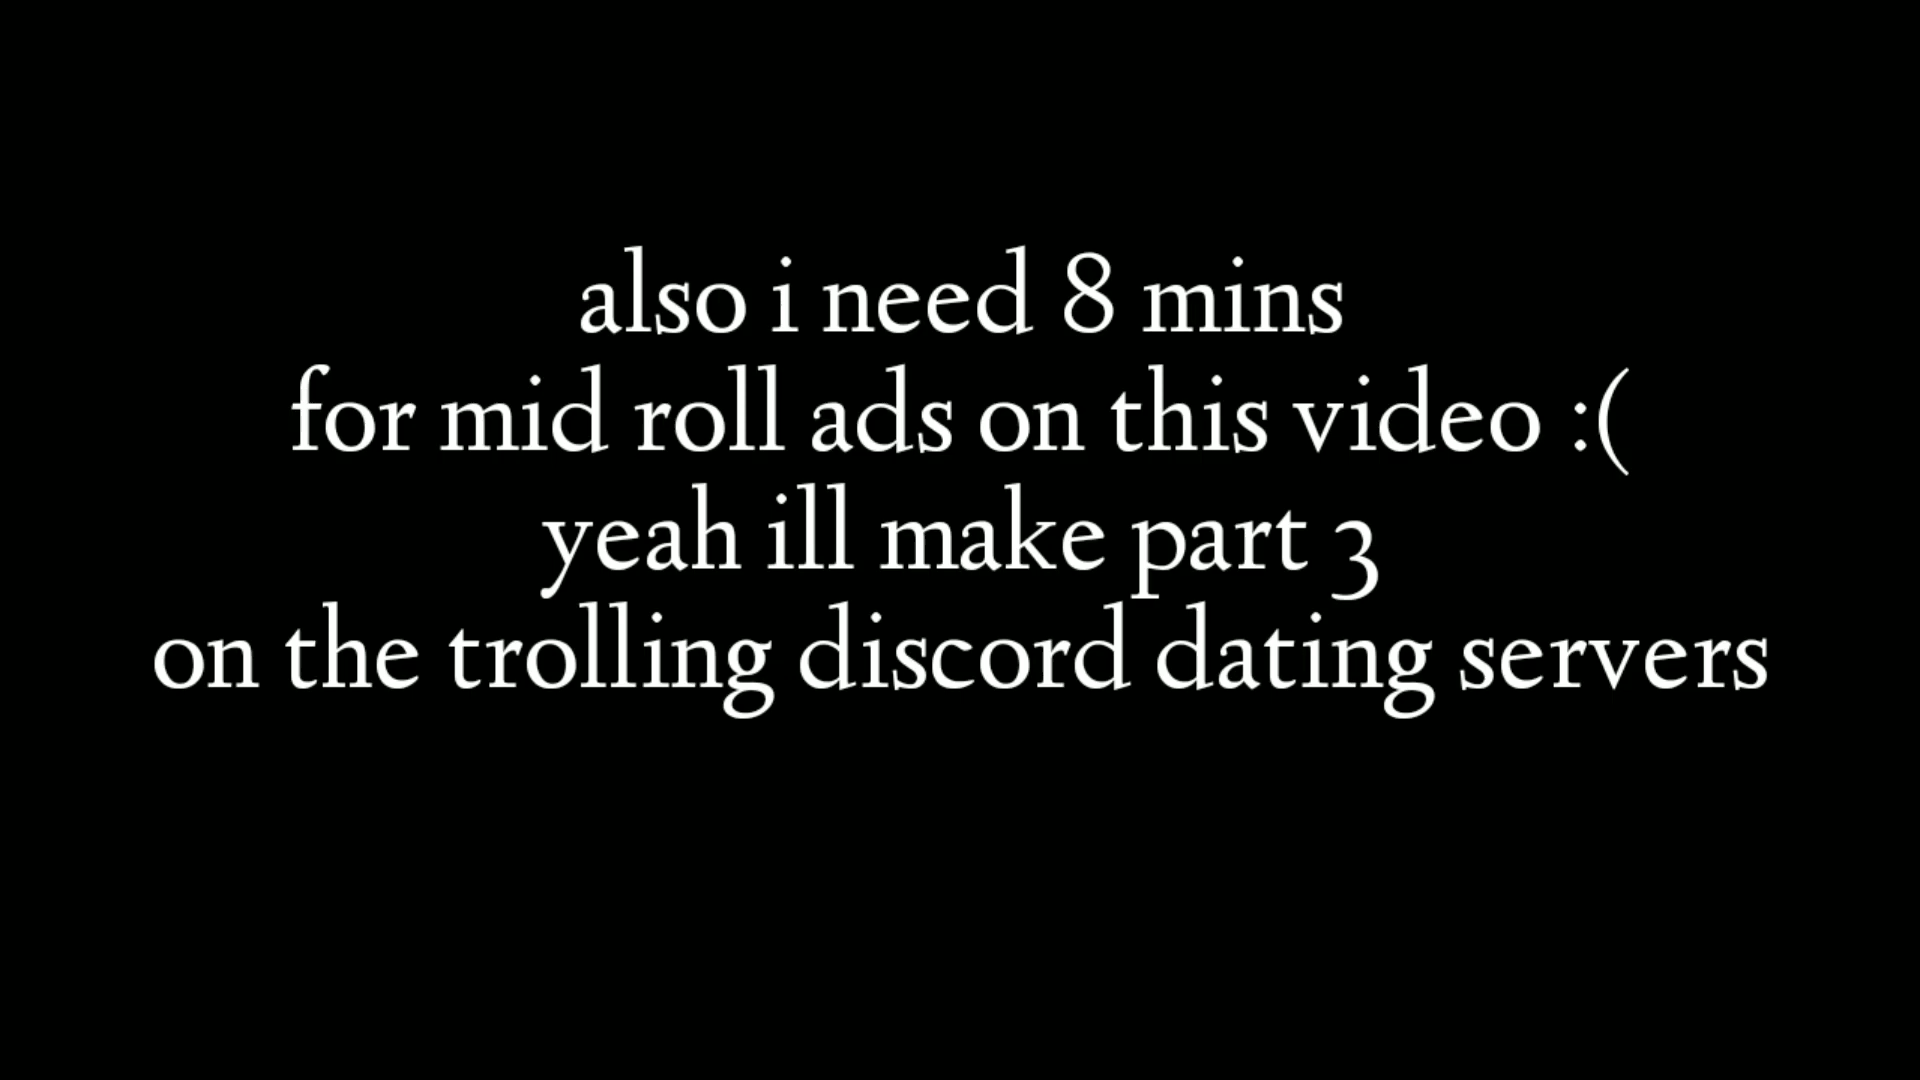 also i need 8 mins
for mid roll ads on this video :(
yeah ill make part 3
on the trolling discord dating servers